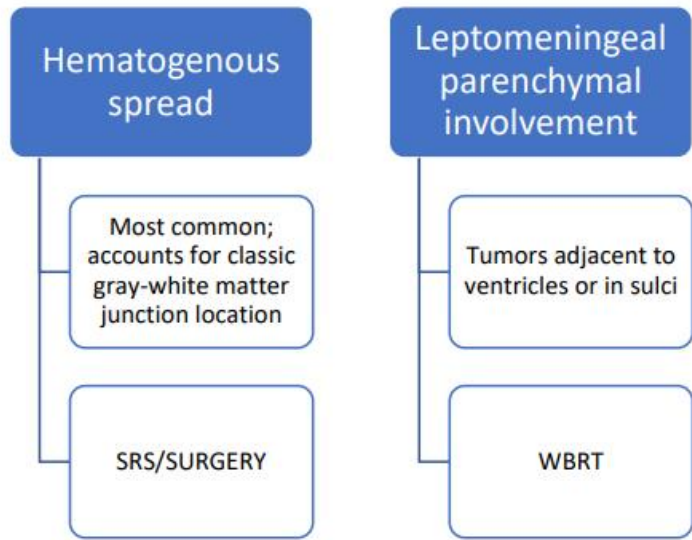 Hematogenous
spread
Most common;
accounts for classic
gray-white matter
junction location
SRS/SURGERY
Leptomeningeal
parenchymal
involvement
Tumors adjacent to
ventricles or in sulci
WBRT